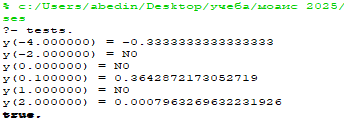 % c:/Users/abedin/Desktop/учеба/моаис 2025/
ses
?- tests.
y(-4.000000) = -0.3333333333333333
y(-2.000000) = NO
y(0.000000) = NO
y(0.100000) = 0.3642872173052719
y(1.000000) = NO
y(2.000000) = 0.0007963269632231926
true.